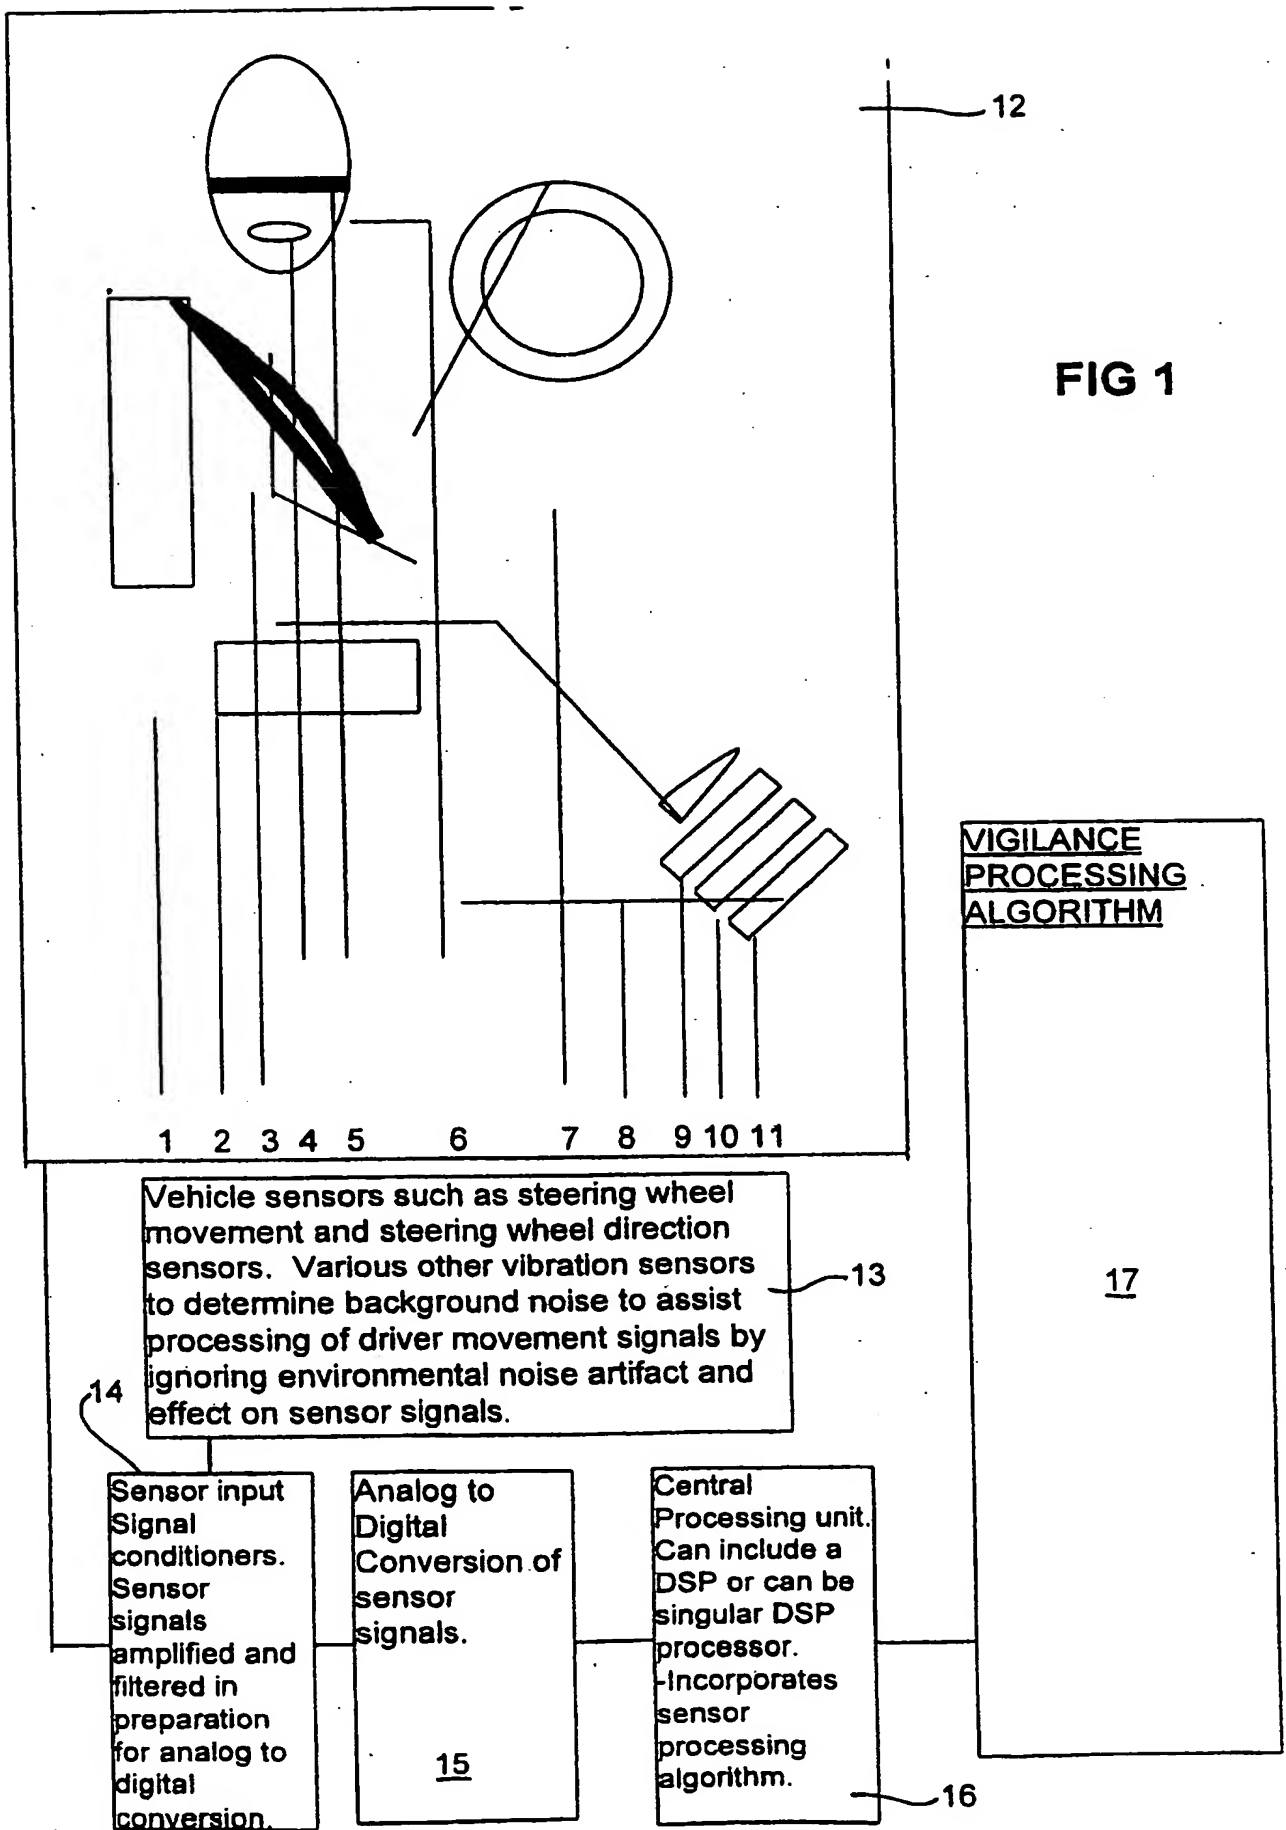 12
FIG 1
VIGILANCE
PROCESSING
ALGORITHM
17
1 2 3 4 5 6 7 8 9 10 11
Vehicle sensors such as steering wheel
movement and steering wheel direction
sensors. Various other vibration sensors
to determine background noise to assist
processing of driver movement signals by
ignoring environmental noise artifact and
effect on sensor signals.
13
14
Sensor input
Signal
conditioners.
Sensor
signals
amplified and
filtered in
preparation
for analog to
digital
conversion.
Analog to
Digital
Conversion of
sensor
signals.
15
Central
Processing unit.
Can include a
DSP or can be
singular DSP
processor.
-Incorporates
sensor
processing
algorithm.
16